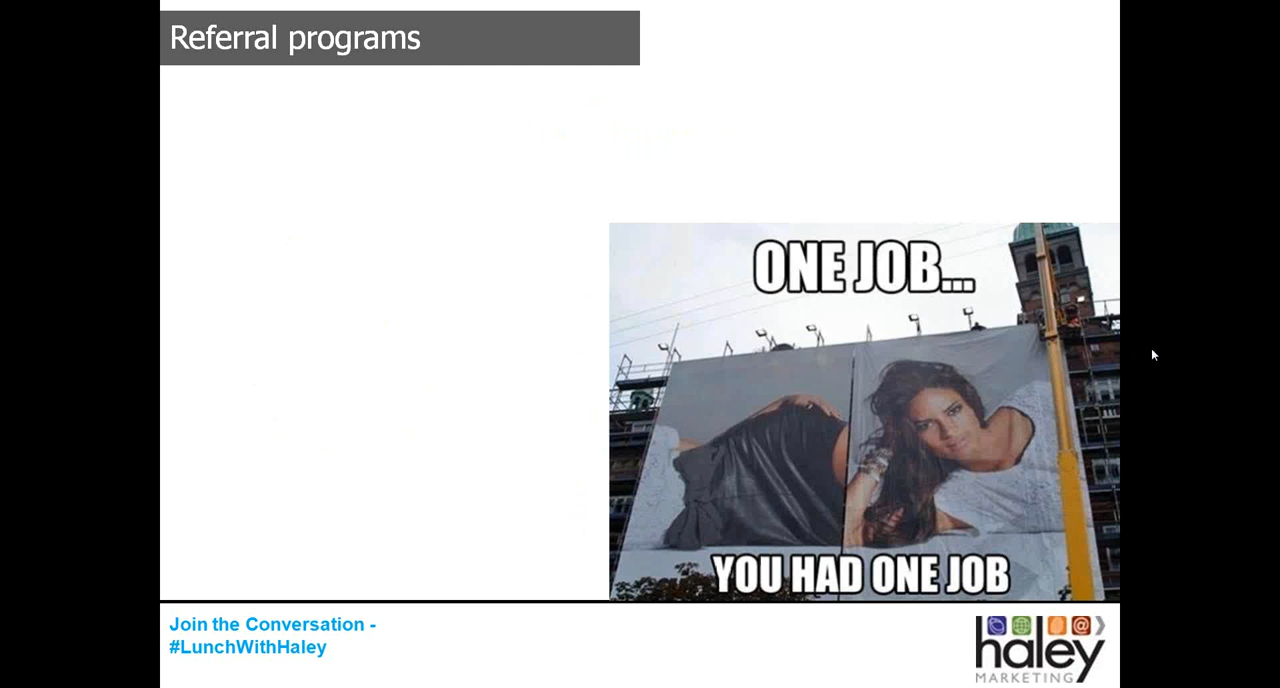 Referral programs
ONE JOB...
YOU HAD ONE JOB
Join the Conversation -
#LunchWithHaley
@
haley
MARKETING